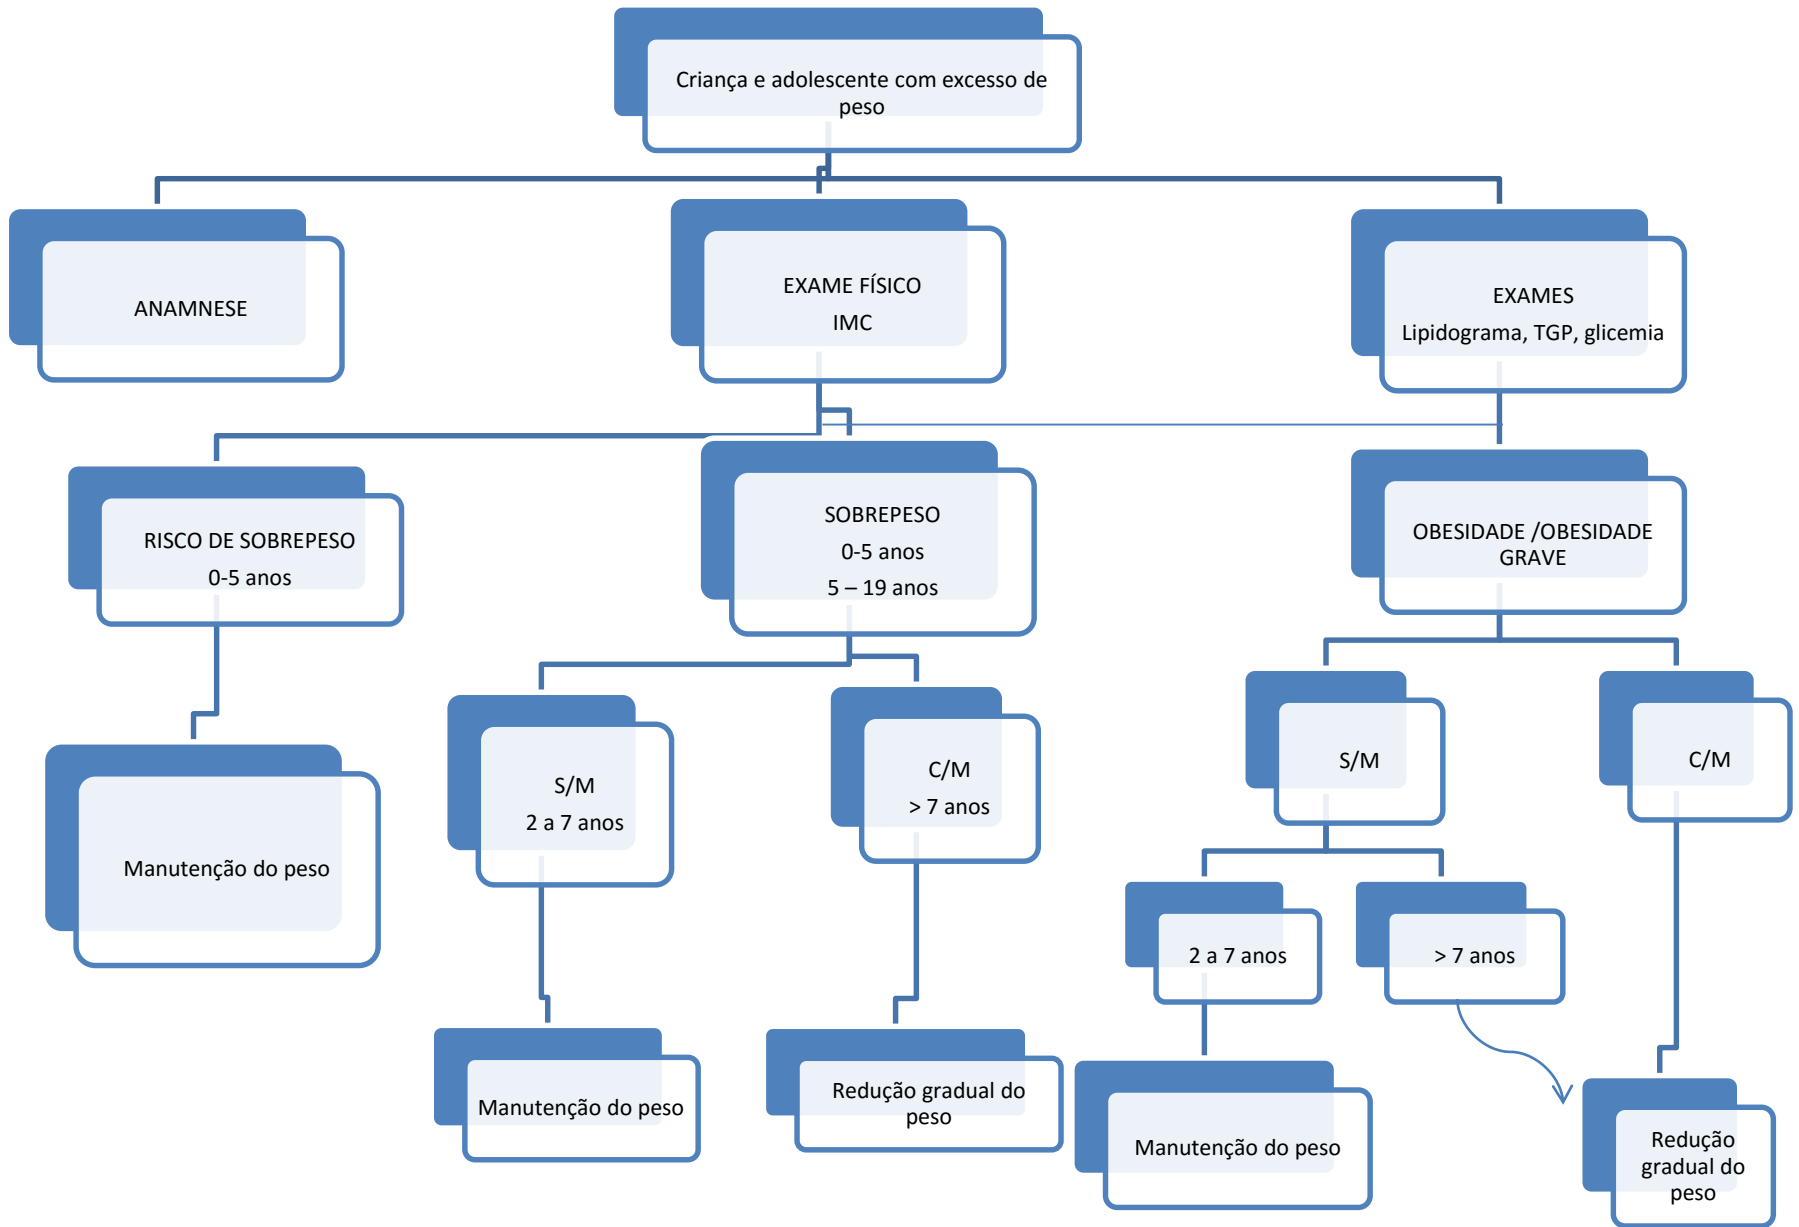 Criança e adolescente com excesso de
peso
ANAMNESE
EXAME FÍSICO
IMC
EXAMES
Lipidograma, TGP, glicemia
RISCO DE SOBREPESO
0-5 anos
SOBREPESO
0-5 anos
5 – 19 anos
OBESIDADE /OBESIDADE
GRAVE
S/M
2 a 7 anos
C/M
> 7 anos
S/M
C/M
Manutenção do peso
2 a 7 anos
> 7 anos
Manutenção do peso
Redução gradual do
peso
Manutenção do peso
Redução
gradual do
peso